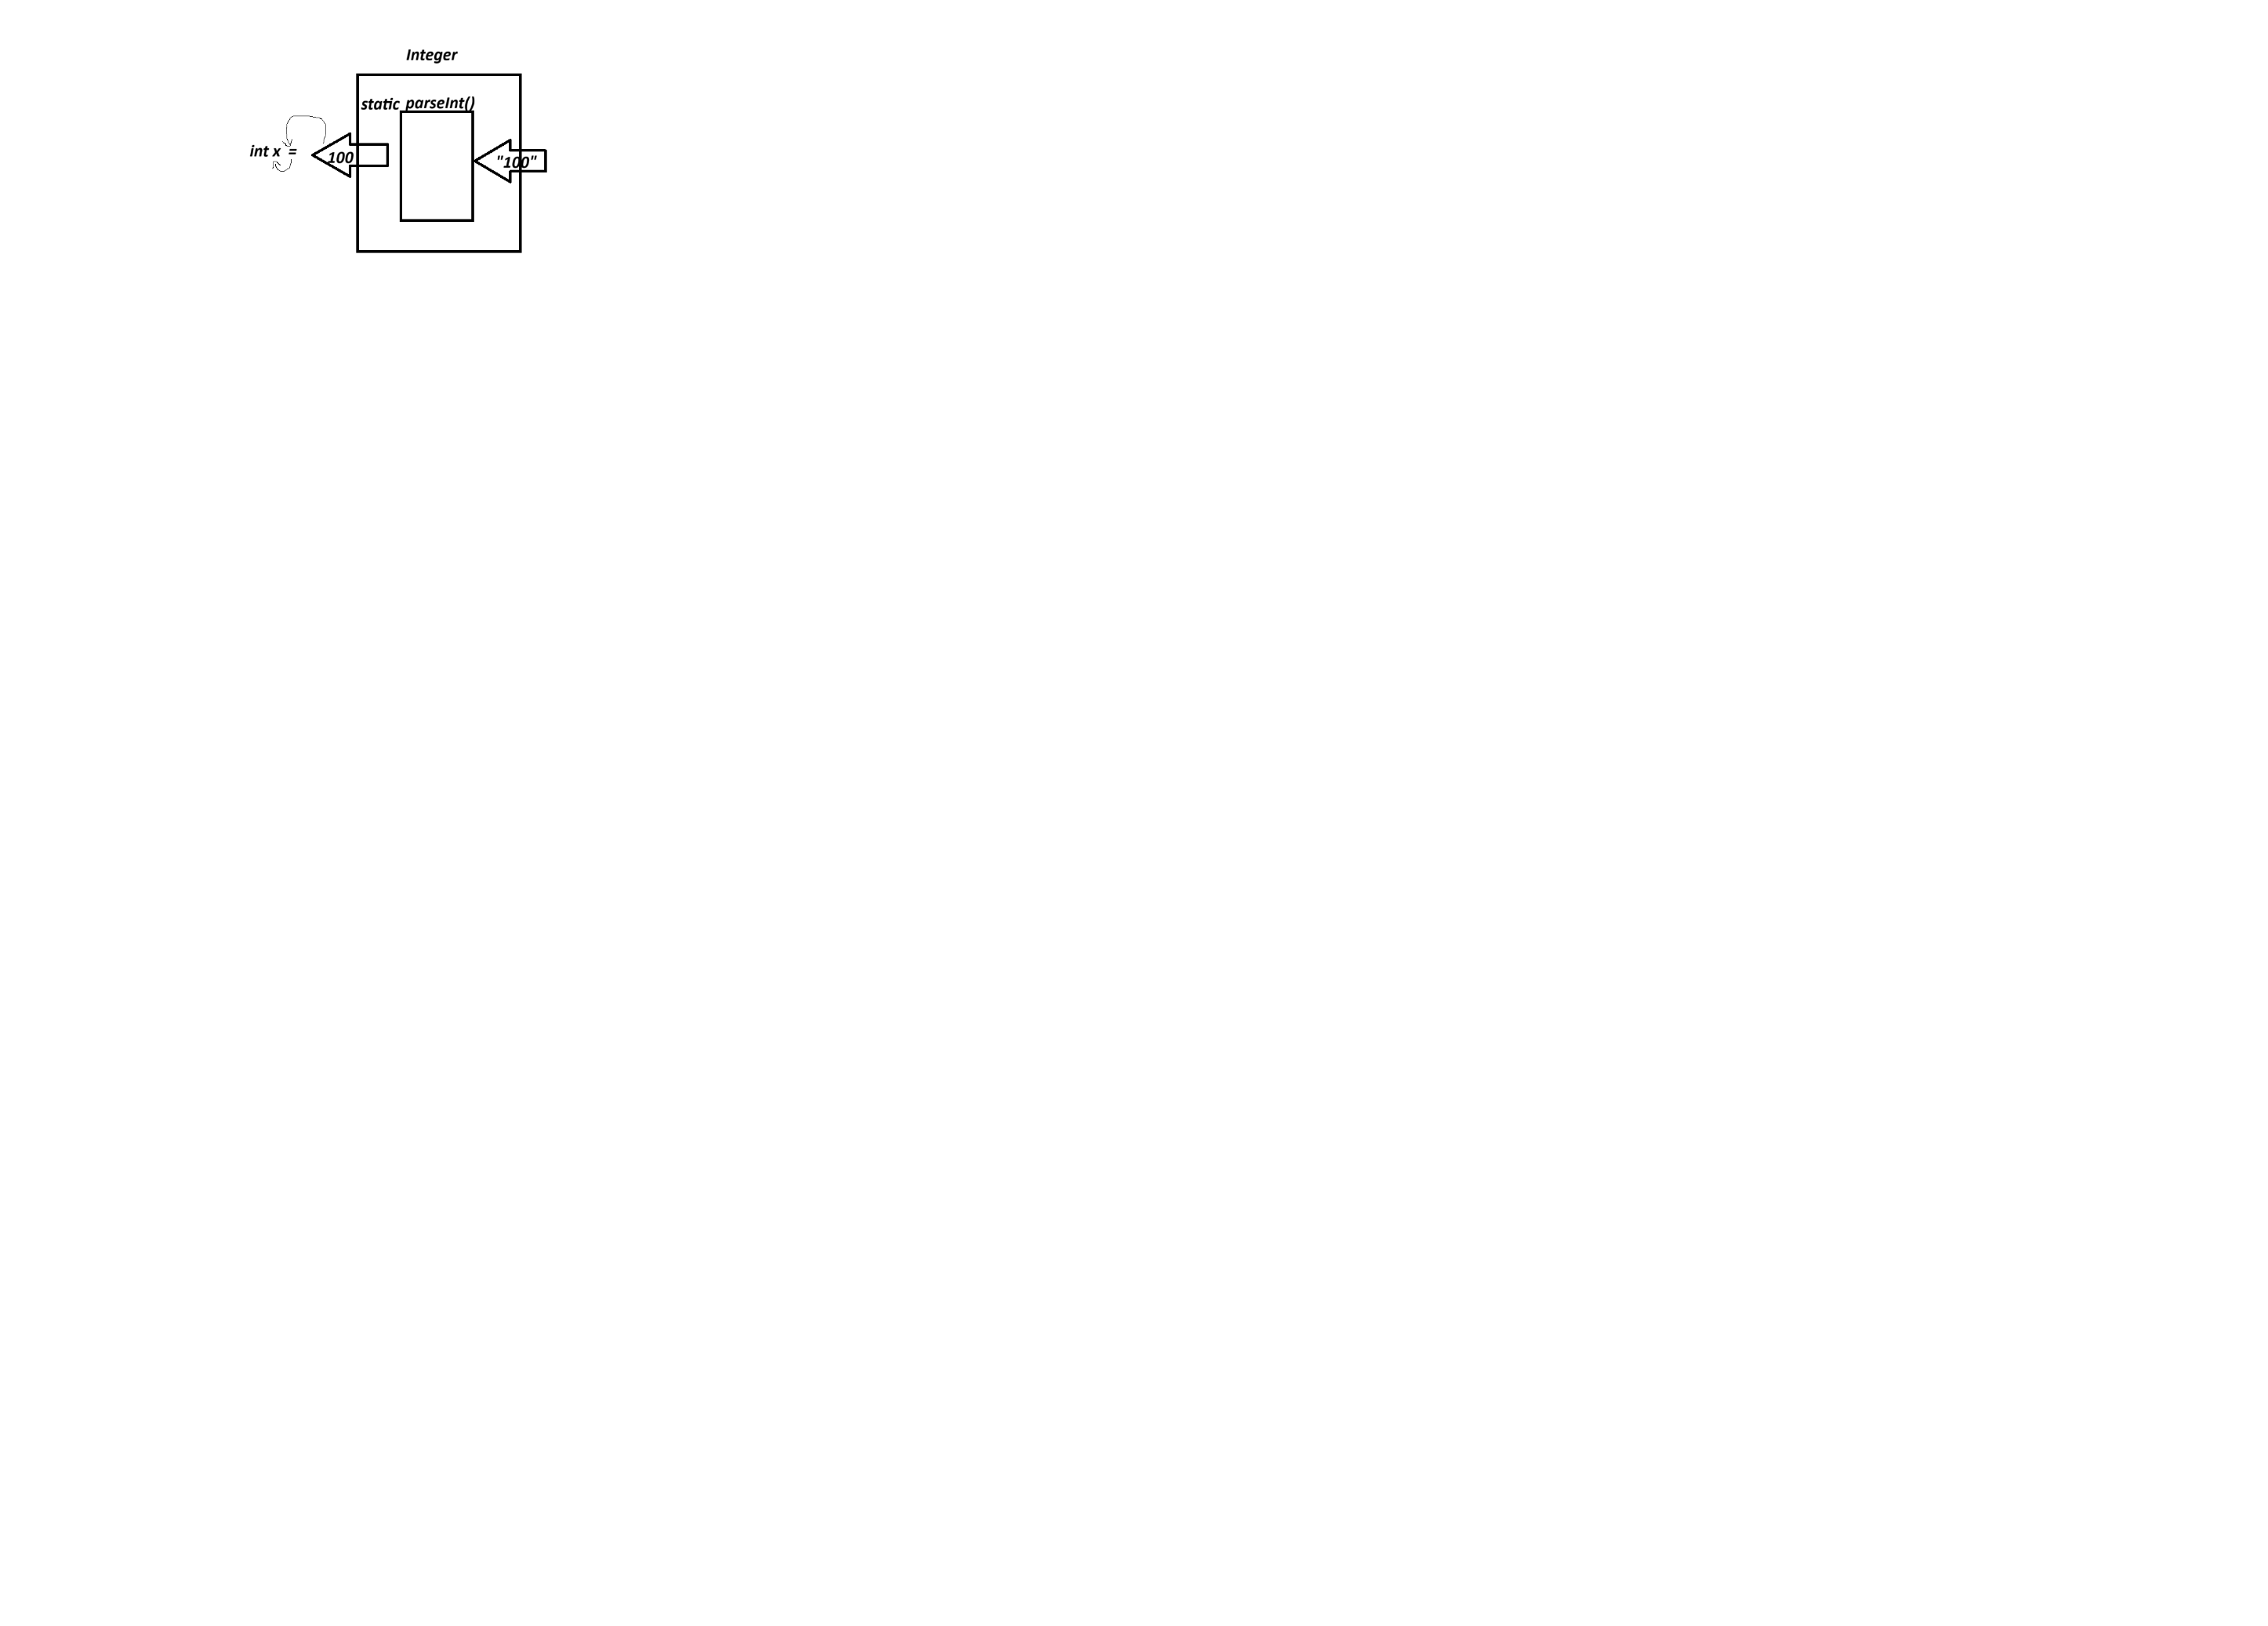 Integer
static parseInt()
int x = 100 "100"